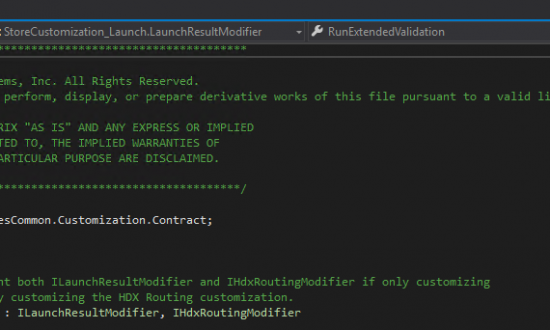 : StoreCustomization_Launch.LaunchResultModifier RunExtendedValidation
*************************************
ems, Inc. All Rights Reserved.
perform, display, or prepare derivative works of this file pursuant to a valid li
RIX "AS IS" AND ANY EXPRESS OR IMPLIED
TED TO, THE IMPLIED WARRANTIES OF
ARTICULAR PURPOSE ARE DISCLAIMED.
************************************/
esCommon.Customization.Contract;
nt both ILaunchResultModifier and IHdxRoutingModifier if only customizing
y customizing the HDX Routing customization.
: ILaunchResultModifier, IHdxRoutingModifier